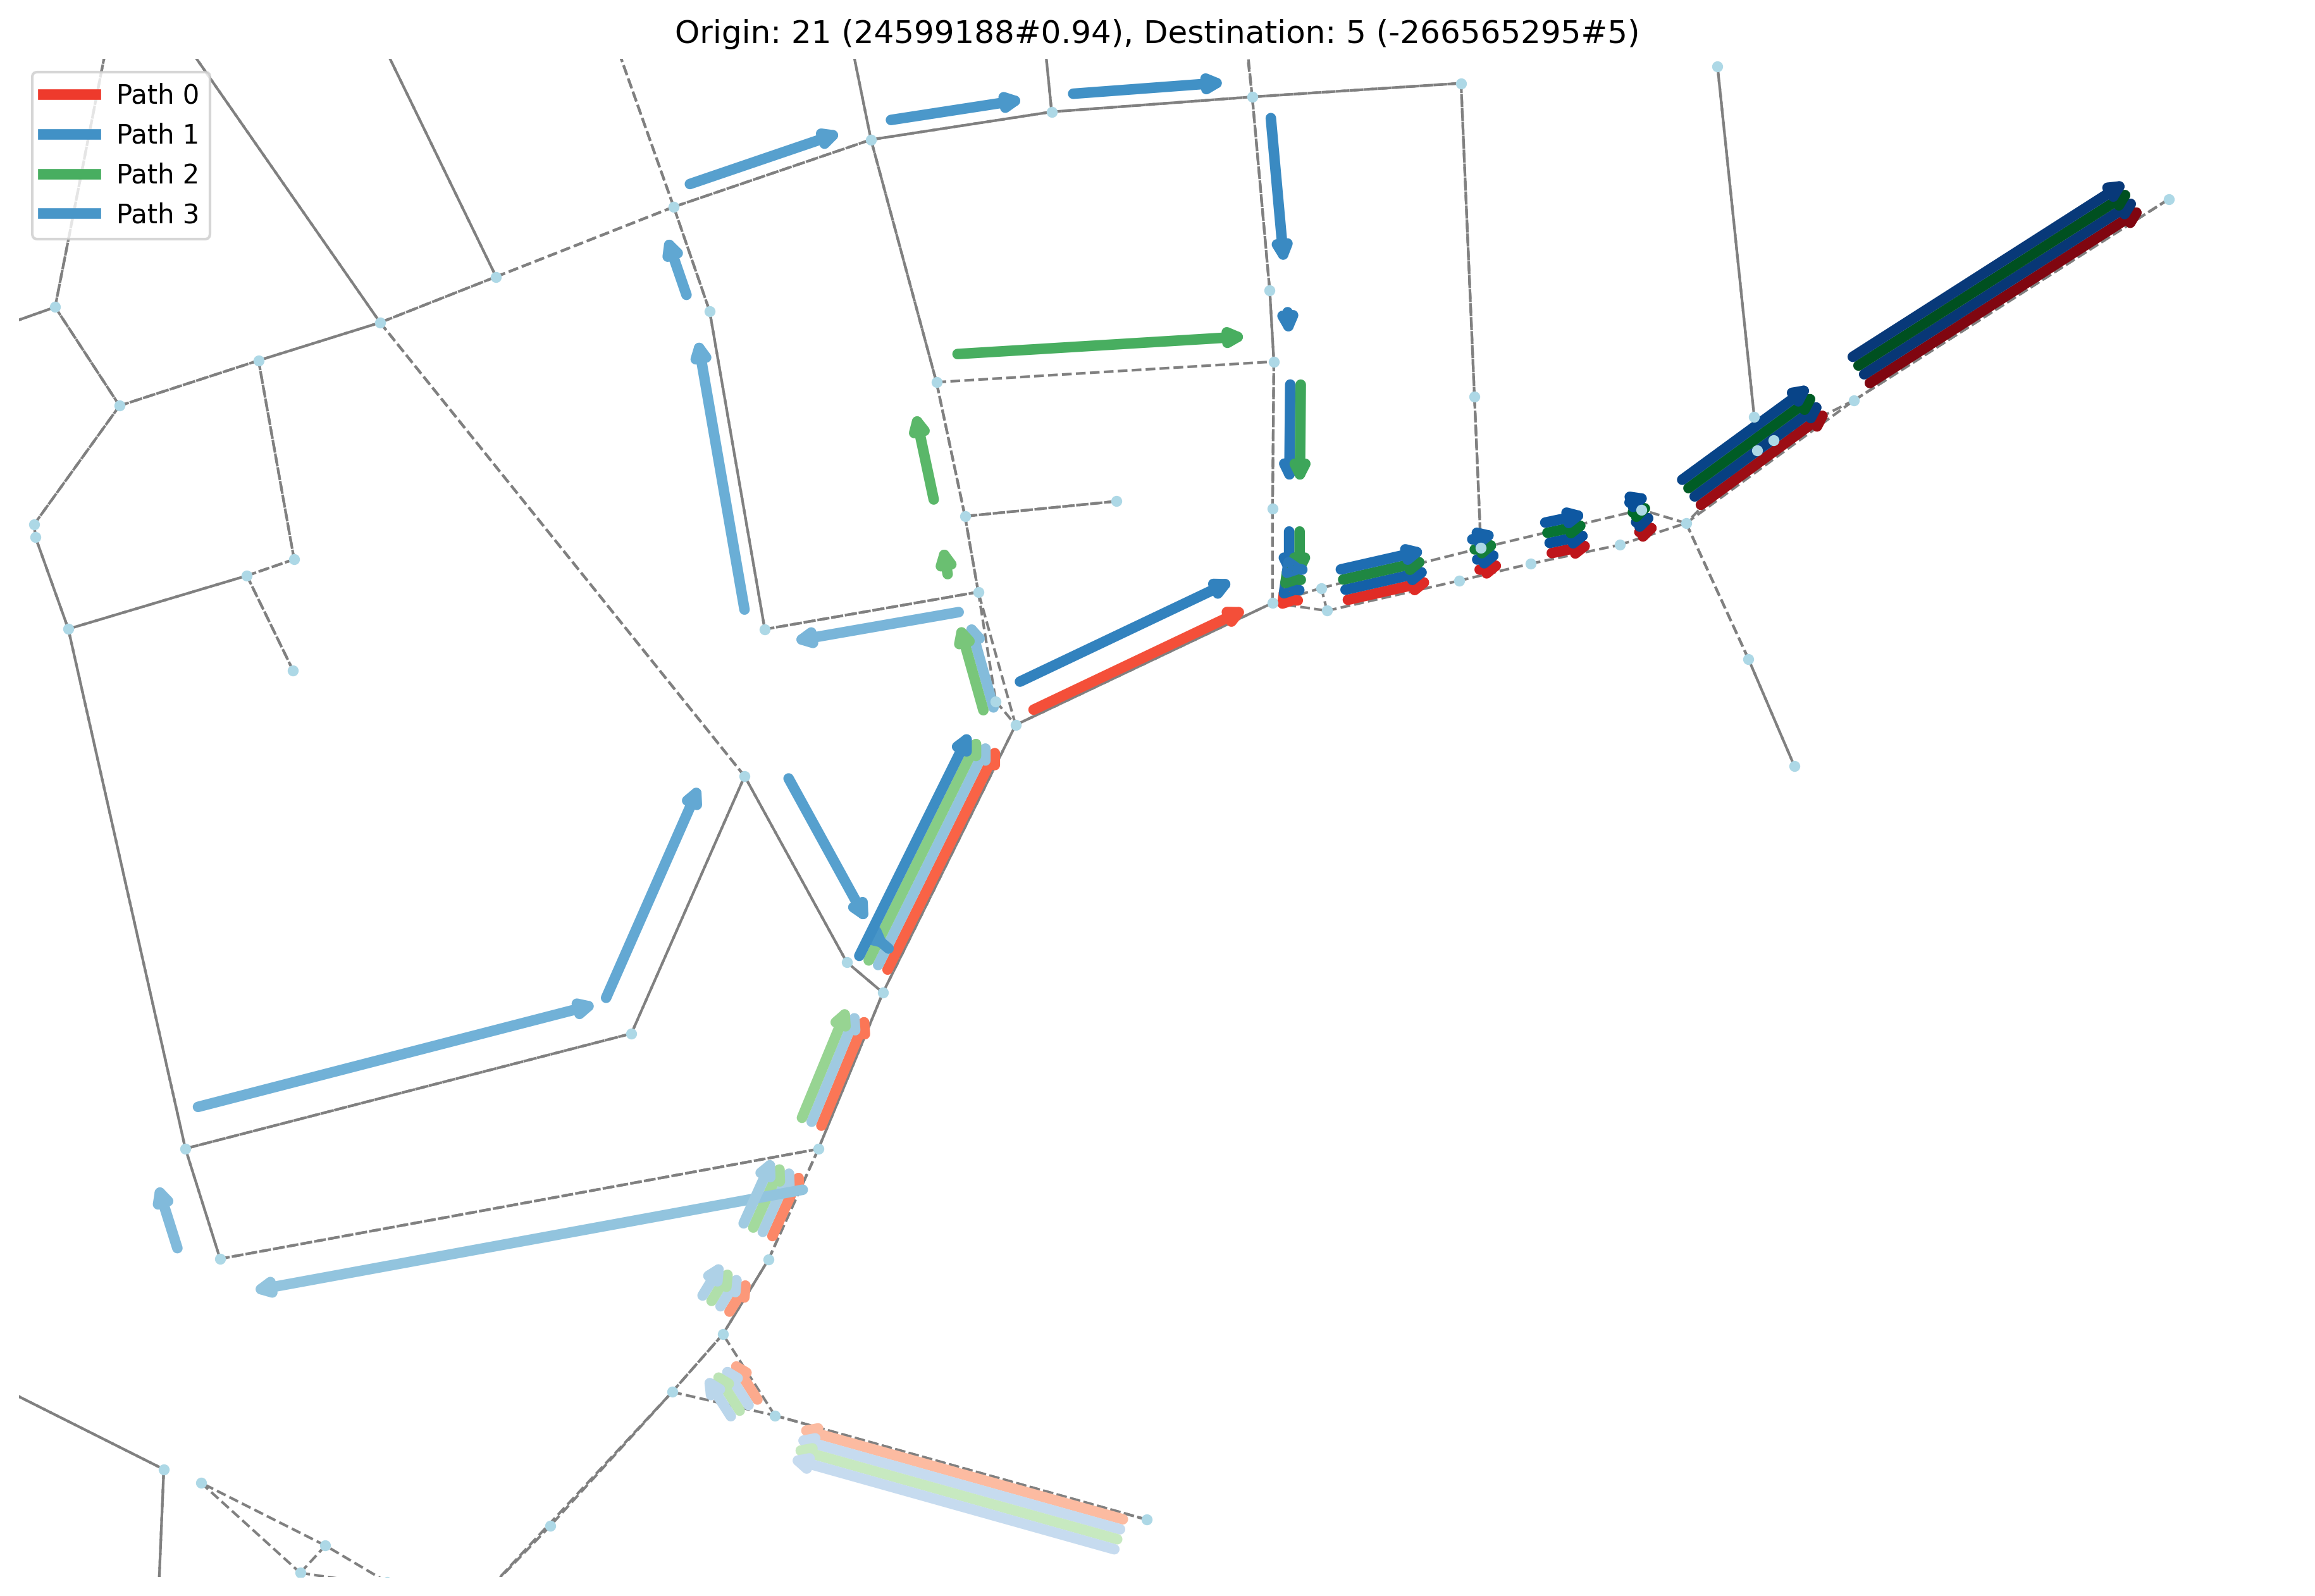 Origin: 21 (24599188#0.94), Destination: 5 (-266565295#5)
Path 0
Path 1
Path 2
Path 3